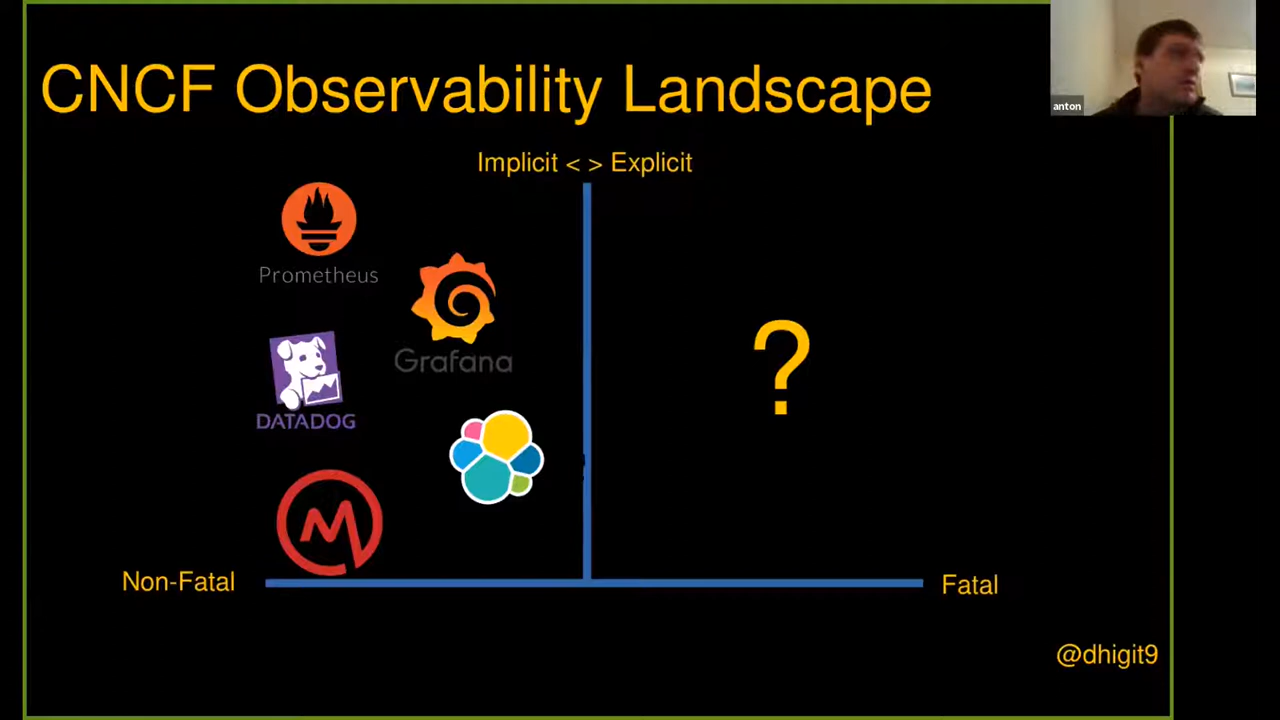 CNCF Observability Landscape
anton
Implicit < > Explicit
Prometheus
Grafana
DATADOG
?
Non-Fatal
Fatal
@dhigit9